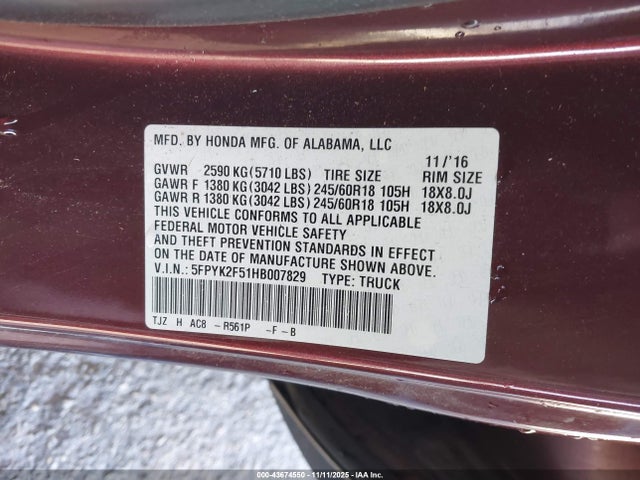 MFD. BY HONDA MFG. OF ALABAMA, LLC
11/'16
GVWR 2590 KG(5710 LBS) TIRE SIZE RIM SIZE
GAWR F 1380 KG(3042 LBS) 245/60R18 105H 18X8.0J
GAWR R 1380 KG(3042 LBS) 245/60R18 105H 18X8.0J
THIS VEHICLE CONFORMS TO ALL APPLICABLE
FEDERAL MOTOR VEHICLE SAFETY
AND THEFT PREVENTION STANDARDS IN EFFECT
ON THE DATE OF MANUFACTURE SHOWN ABOVE.
V.I.N.: 5FPYK2F51HB007829 TYPE: TRUCK
TJZ H AC8 - R561P -F - B
000-43674550 - 11/11/2025 - IAA Inc.